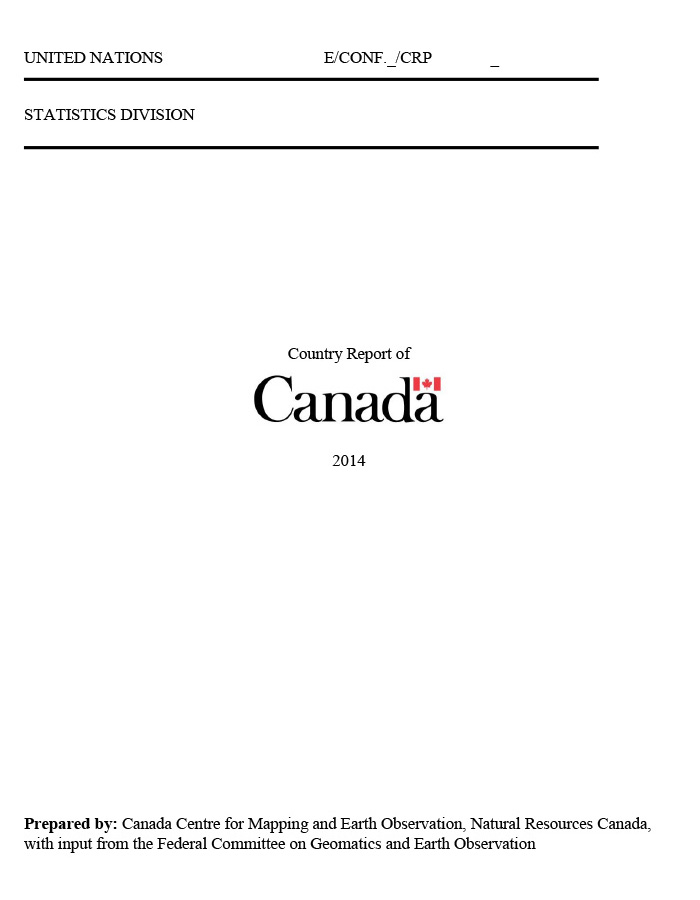 UNITED NATIONS E/CONF._/CRP _
STATISTICS DIVISION
Country Report of
Canada
2014
Prepared by: Canada Centre for Mapping and Earth Observation, Natural Resources Canada,
with input from the Federal Committee on Geomatics and Earth Observation